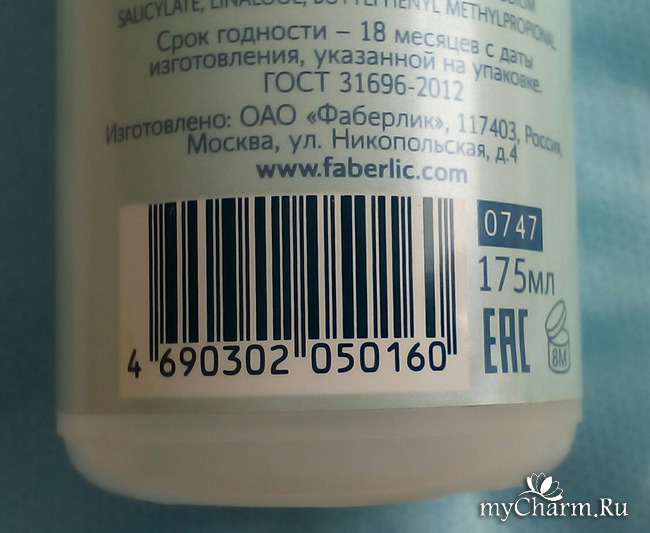 SALICYLATE, LINALOOL, BUTYLPHENYL METHYLPROPIONAL
Срок годности – 18 месяцев с даты
изготовления, указанной на упаковке.
ГОСТ 31696-2012
Изготовлено: ОАО «Фаберлик», 117403, Россия,
Москва, ул. Никопольская, д.4
www.faberlic.com
0747
175мл
EAC
8M
4 690302 050160
myCharm.Ru